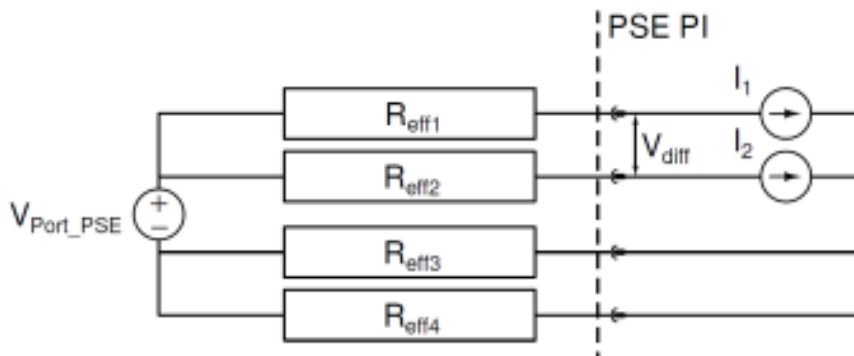 PSE PI
I1
Reff1
Vdiff
I2
Reff2
VPort_PSE
+
−
Reff3
Reff4